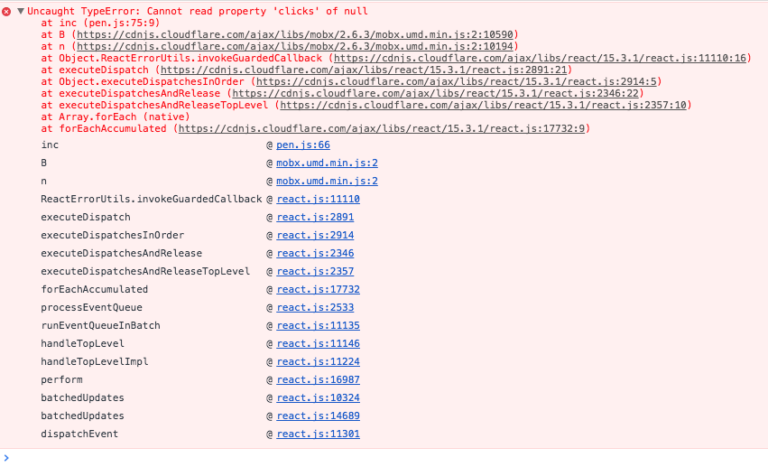 Uncaught TypeError: Cannot read property 'clicks' of null
at inc (pen.js:75:9)
at B (https://cdnjs.cloudflare.com/ajax/libs/mobx/2.6.3/mobx.umd.min.js:2:10590)
at n (https://cdnjs.cloudflare.com/ajax/libs/mobx/2.6.3/mobx.umd.min.js:2:10194)
at Object.ReactErrorUtils.invokeGuardedCallback (https://cdnjs.cloudflare.com/ajax/libs/react/15.3.1/react.js:11110:16)
at executeDispatch (https://cdnjs.cloudflare.com/ajax/libs/react/15.3.1/react.js:2891:21)
at Object.executeDispatchesInOrder (https://cdnjs.cloudflare.com/ajax/libs/react/15.3.1/react.js:2914:5)
at executeDispatchesAndRelease (https://cdnjs.cloudflare.com/ajax/libs/react/15.3.1/react.js:2346:22)
at executeDispatchesAndReleaseTopLevel (https://cdnjs.cloudflare.com/ajax/libs/react/15.3.1/react.js:2357:10)
at Array.forEach (native)
at forEachAccumulated (https://cdnjs.cloudflare.com/ajax/libs/react/15.3.1/react.js:17732:9)
inc @ pen.js:66
B @ mobx.umd.min.js:2
n @ mobx.umd.min.js:2
ReactErrorUtils.invokeGuardedCallback @ react.js:11110
executeDispatch @ react.js:2891
executeDispatchesInOrder @ react.js:2914
executeDispatchesAndRelease @ react.js:2346
executeDispatchesAndReleaseTopLevel @ react.js:2357
forEachAccumulated @ react.js:17732
processEventQueue @ react.js:2533
runEventQueueInBatch @ react.js:11135
handleTopLevel @ react.js:11146
handleTopLevelImpl @ react.js:11224
perform @ react.js:16987
batchedUpdates @ react.js:10324
batchedUpdates @ react.js:14689
dispatchEvent @ react.js:11301